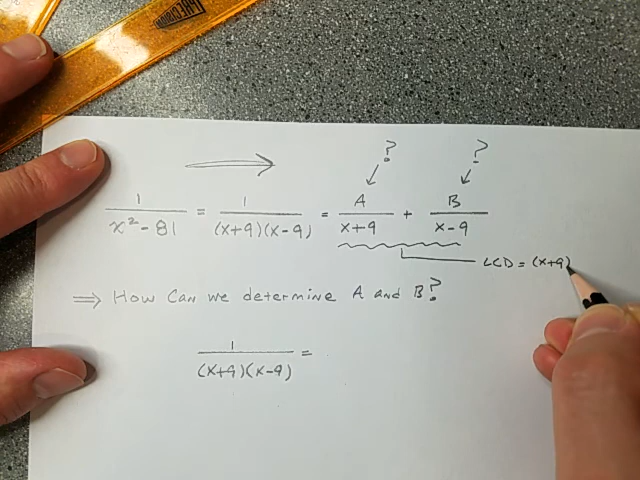 ? ?
1/(x²-81) = 1/((x+9)(x-9)) = A/(x+9) + B/(x-9)
LCD = (x+9)
⇒ How Can we determine A and B?
1/((x+9)(x-9)) =